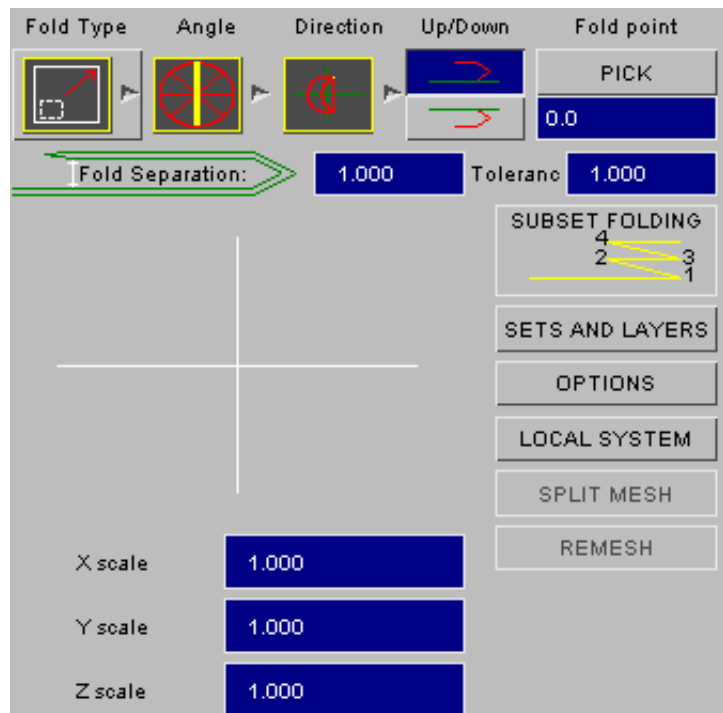 Fold Type Angle Direction Up/Down Fold point
PICK
0.0
Fold Separation: 1.000 Toleranc 1.000
SUBSET FOLDING
4
2 3
1
SETS AND LAYERS
OPTIONS
LOCAL SYSTEM
SPLIT MESH
REMESH
X scale 1.000
Y scale 1.000
Z scale 1.000